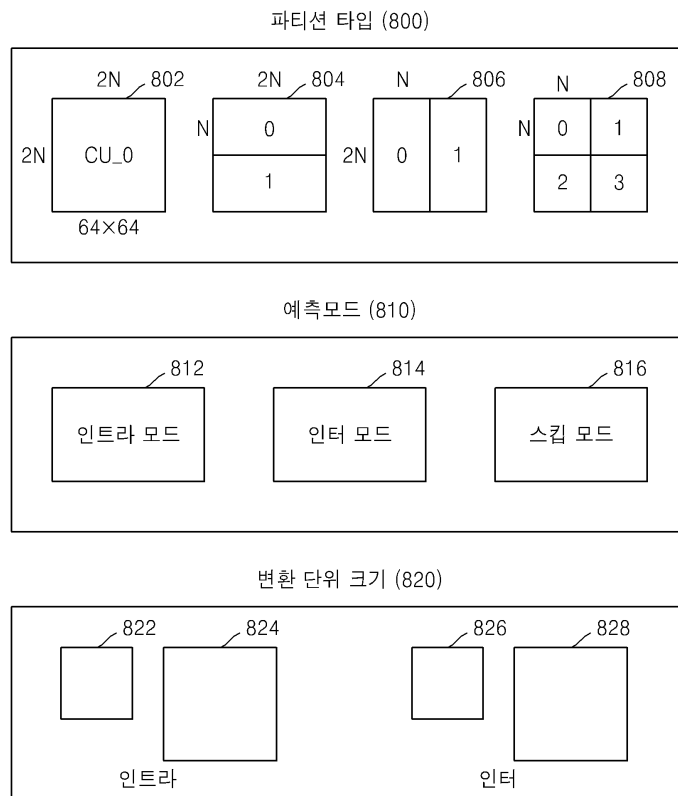 파티션 타입 (800)
2N 802 2N 804 N 806 N 808
2N CU_0 N 0 2N 0 1 N 0 1
1 2 3
64×64
예측모드 (810)
812 814 816
인트라 모드 인터 모드 스킵 모드
변환 단위 크기 (820)
822 824 826 828
인트라 인터